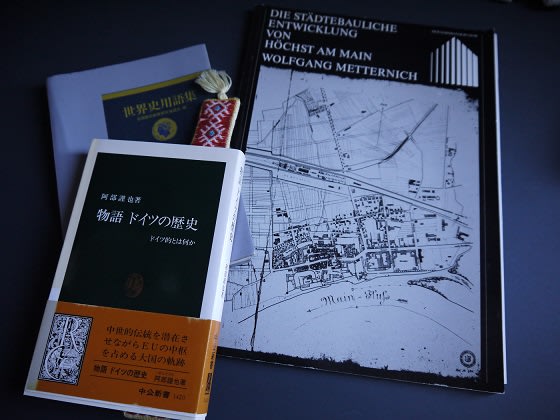 DIE STÄDTEBAULICHE
ENTWICKLUNG
VON
HÖCHST AM MAIN
WOLFGANG METTERNICH
Main-Fluß
世界史用語集
阿部謹也著
物語 ドイツの歴史
ドイツ的とは何か
中世的伝統を潜在さ
せながらEUの中枢
を占める大国の軌跡
物語 ドイツの歴史
阿部謹也著
中公新書 1420